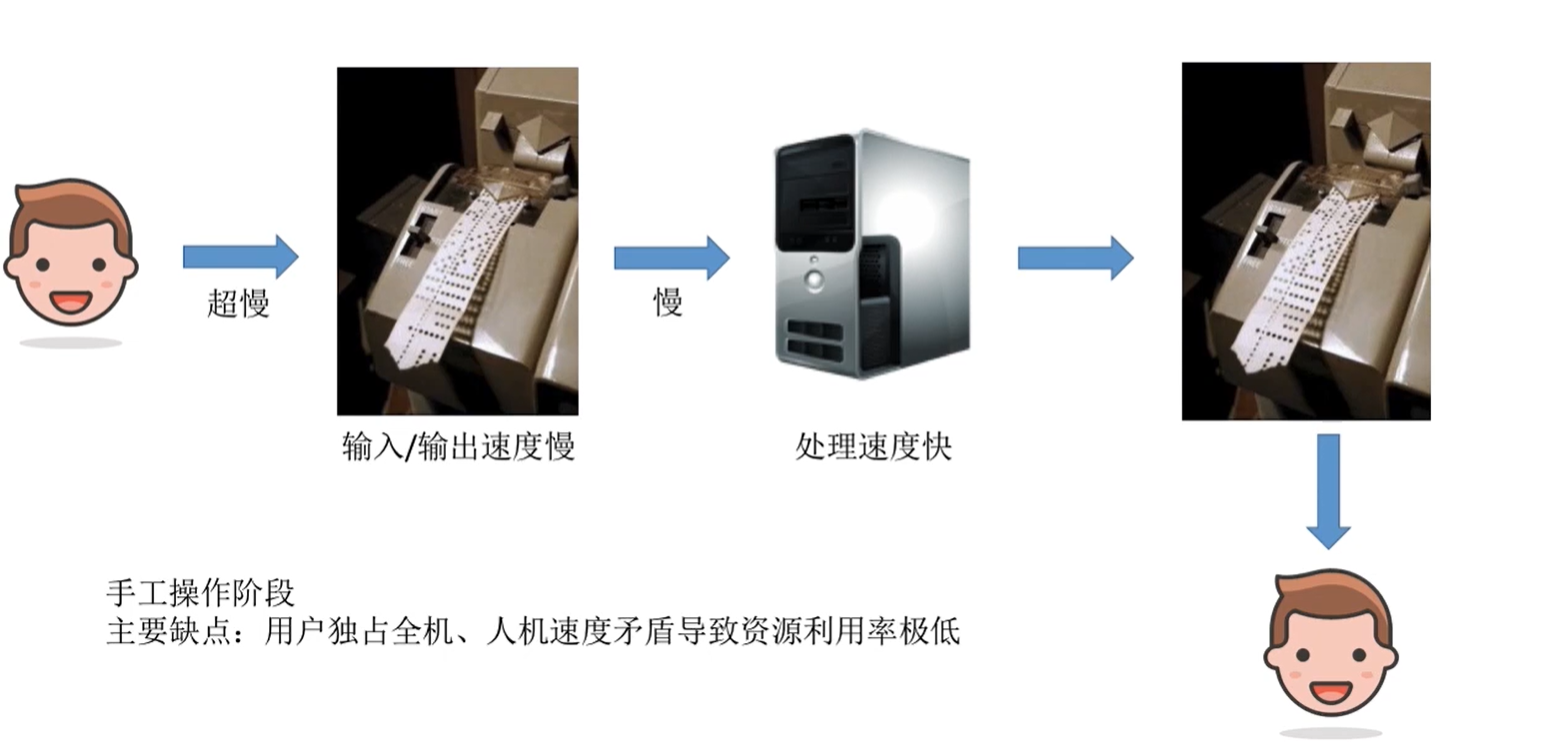 超慢
慢
输入/输出速度慢
处理速度快
手工操作阶段
主要缺点：用户独占全机、人机速度矛盾导致资源利用率极低